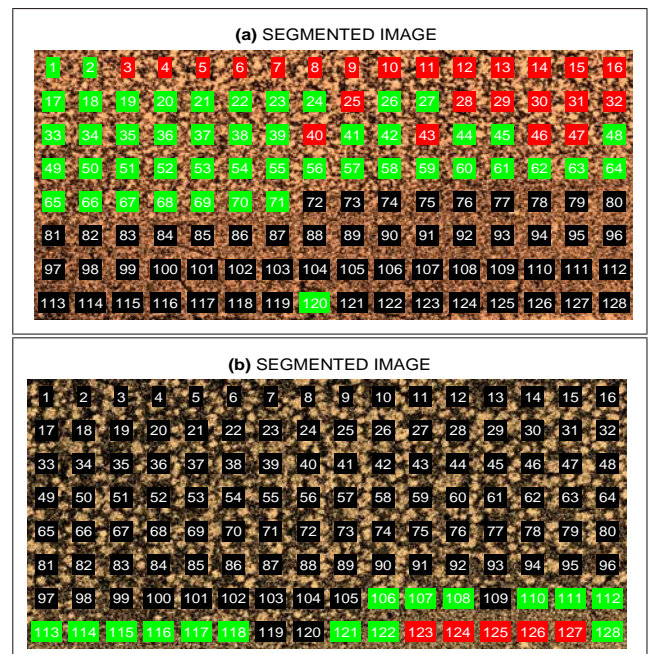 (a) SEGMENTED IMAGE
1 2 3 4 5 6 7 8 9 10 11 12 13 14 15 16
17 18 19 20 21 22 23 24 25 26 27 28 29 30 31 32
33 34 35 36 37 38 39 40 41 42 43 44 45 46 47 48
49 50 51 52 53 54 55 56 57 58 59 60 61 62 63 64
65 66 67 68 69 70 71 72 73 74 75 76 77 78 79 80
81 82 83 84 85 86 87 88 89 90 91 92 93 94 95 96
97 98 99 100 101 102 103 104 105 106 107 108 109 110 111 112
113 114 115 116 117 118 119 120 121 122 123 124 125 126 127 128
(b) SEGMENTED IMAGE
1 2 3 4 5 6 7 8 9 10 11 12 13 14 15 16
17 18 19 20 21 22 23 24 25 26 27 28 29 30 31 32
33 34 35 36 37 38 39 40 41 42 43 44 45 46 47 48
49 50 51 52 53 54 55 56 57 58 59 60 61 62 63 64
65 66 67 68 69 70 71 72 73 74 75 76 77 78 79 80
81 82 83 84 85 86 87 88 89 90 91 92 93 94 95 96
97 98 99 100 101 102 103 104 105 106 107 108 109 110 111 112
113 114 115 116 117 118 119 120 121 122 123 124 125 126 127 128